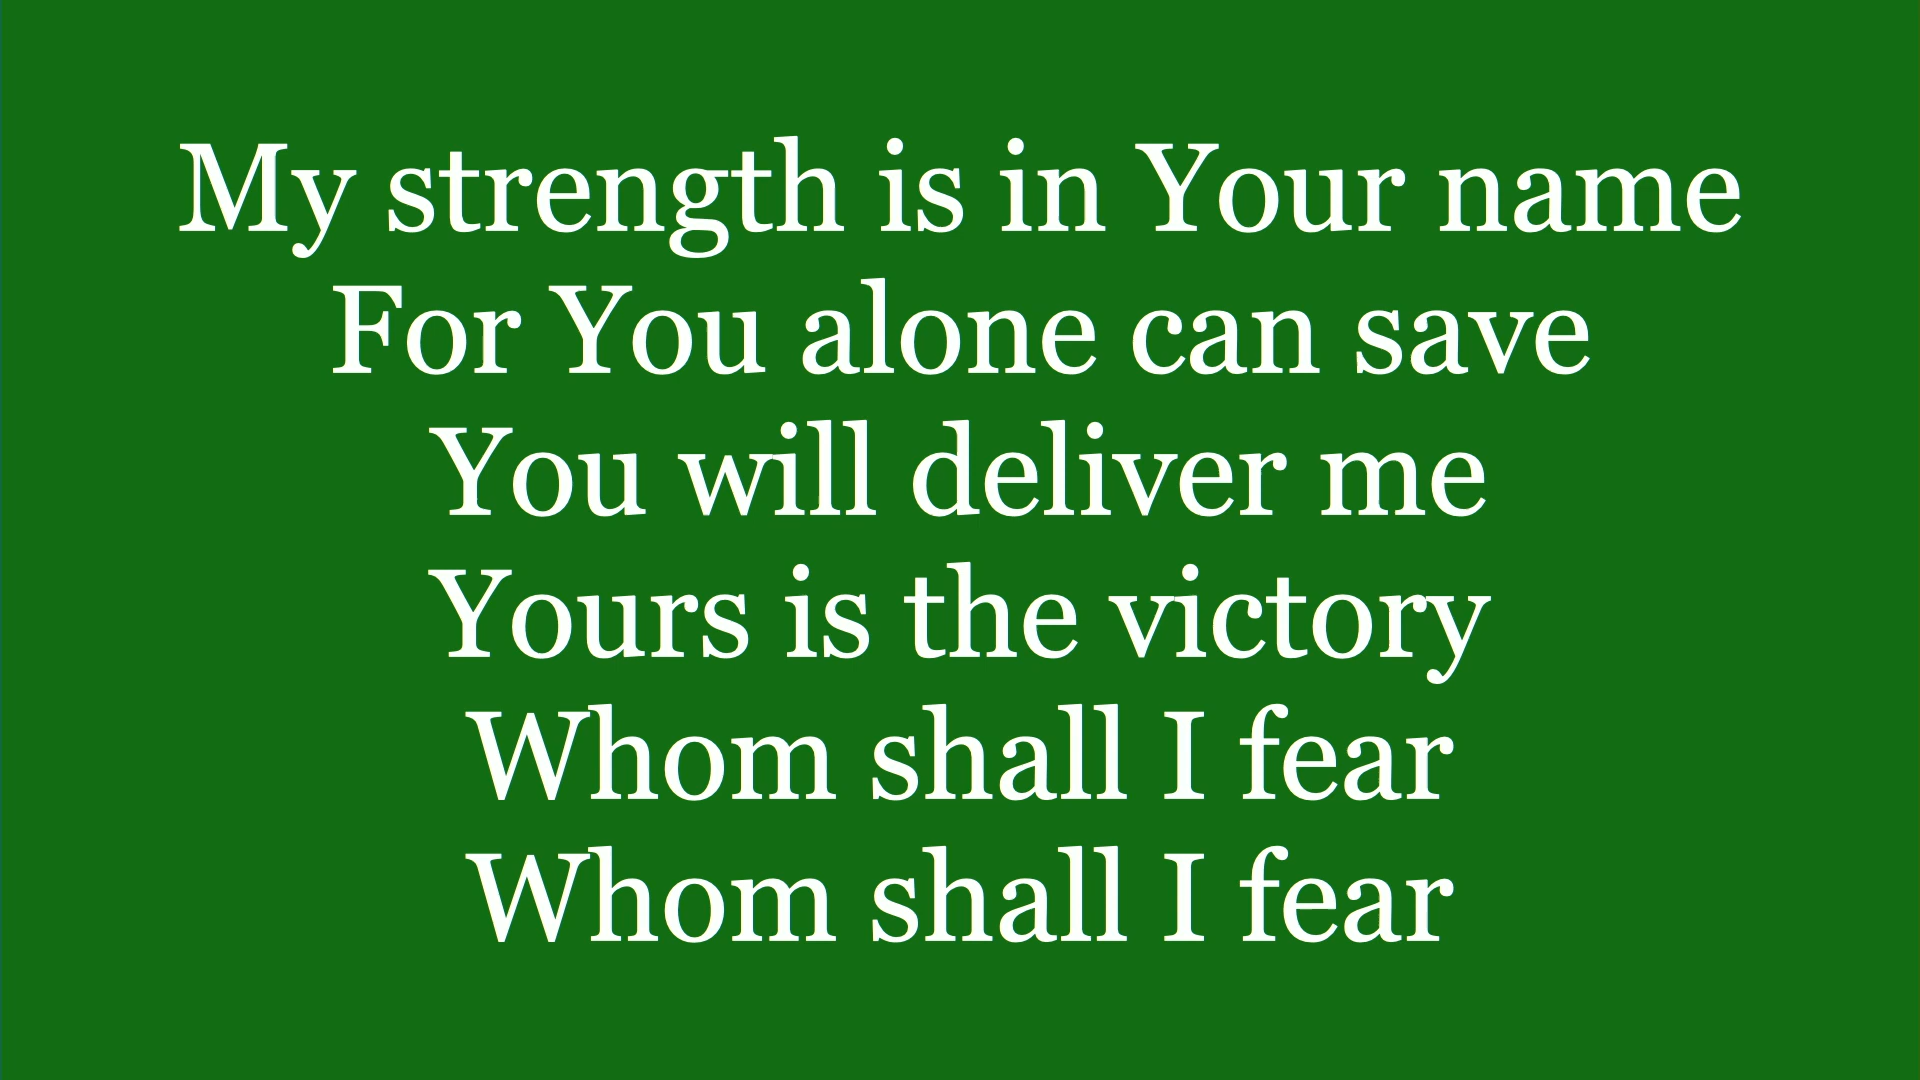 My strength is in Your name
For You alone can save
You will deliver me
Yours is the victory
Whom shall I fear
Whom shall I fear